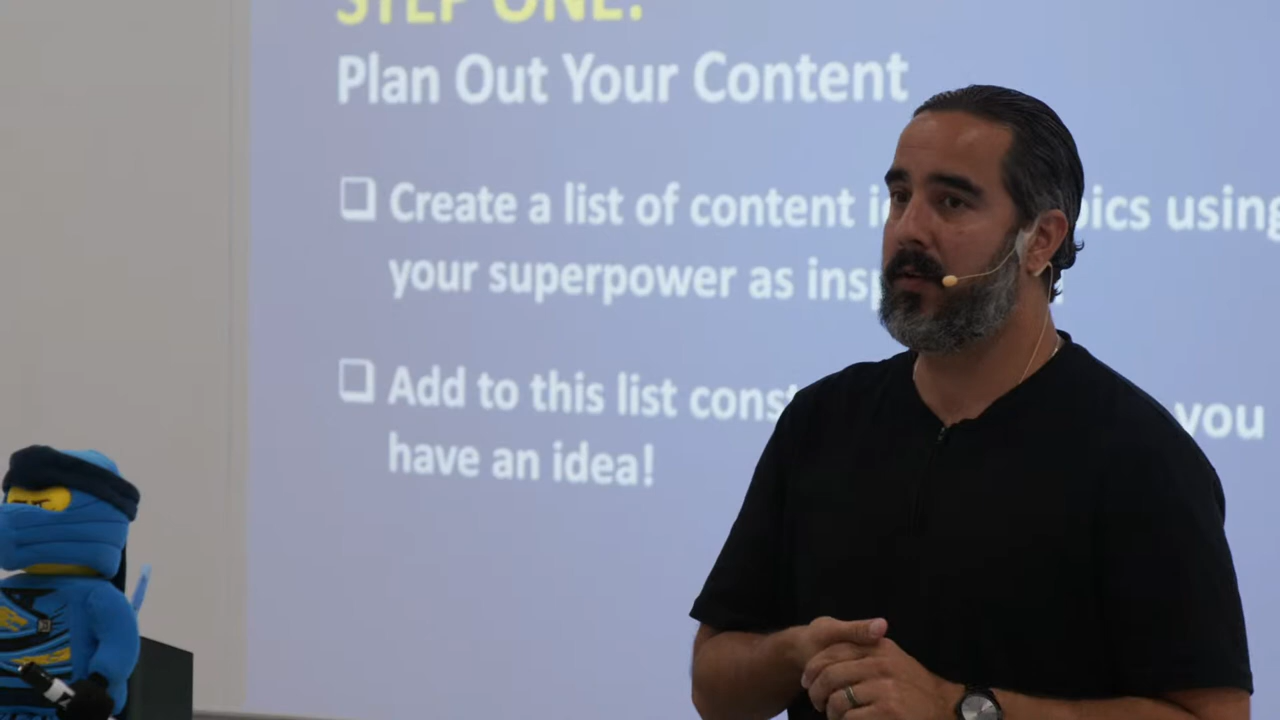 STEP ONE:
Plan Out Your Content
Create a list of content using
your superpower as
Add to this list you
have an idea!